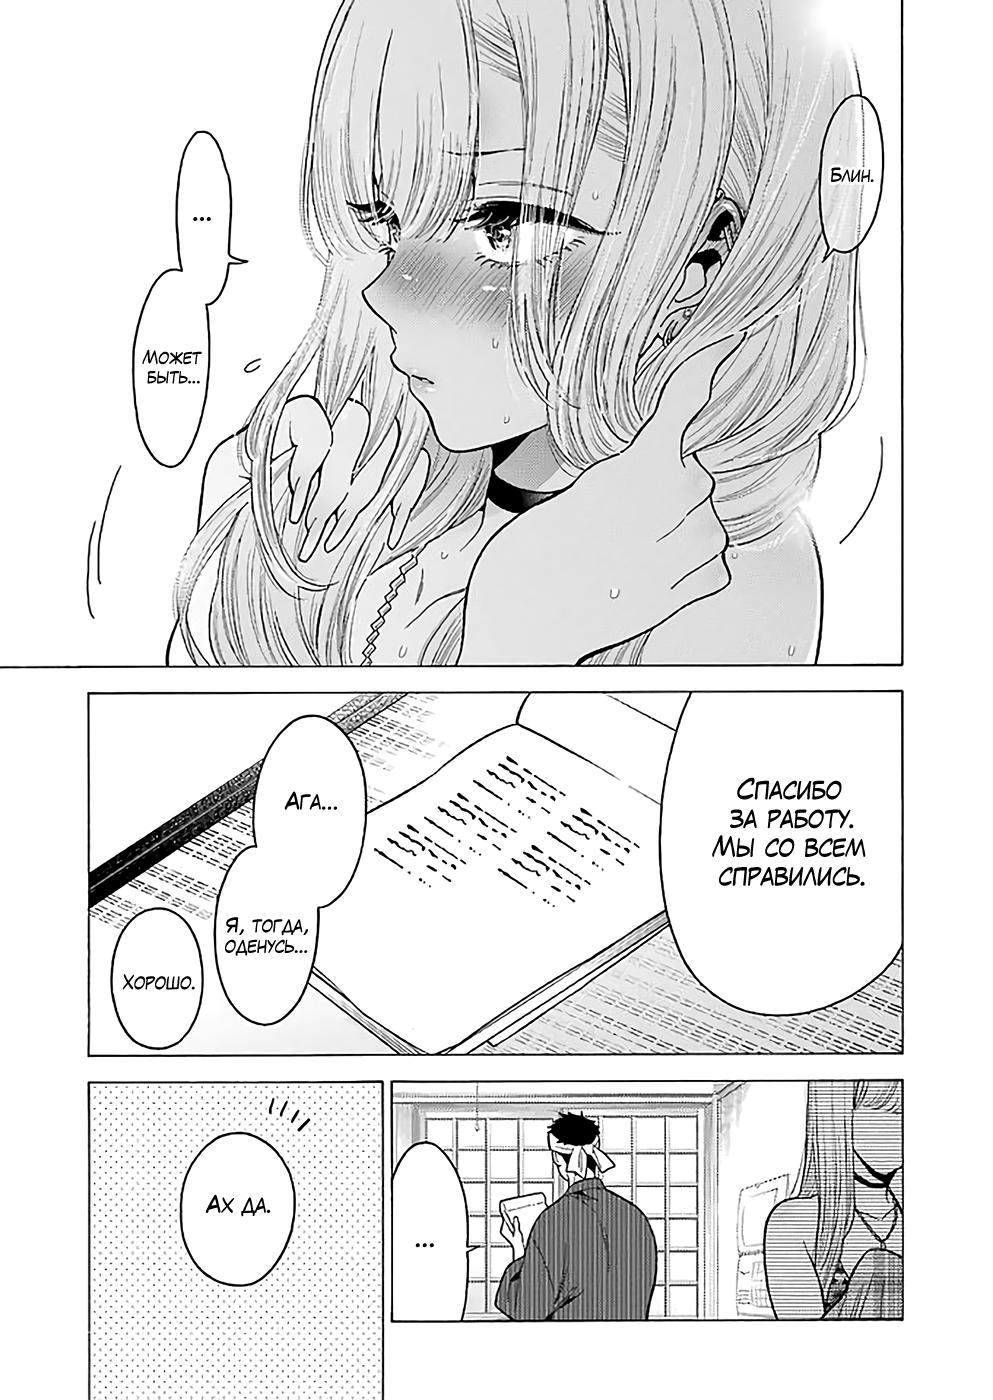 Блин.
...
Может
быть...
Спасибо
за работу.
Мы со всем
справились.
Ага...
Я, тогда,
оденусь...
Хорошо.
...
Ах да.